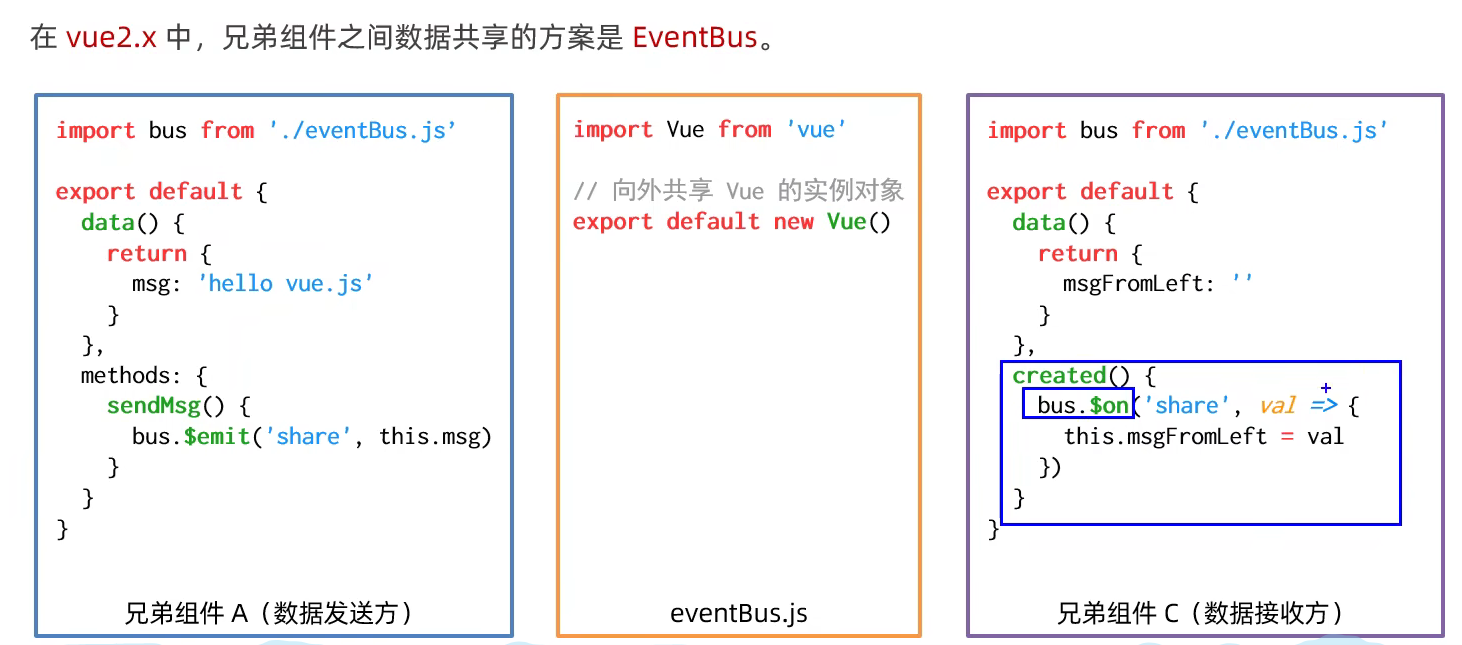 在 vue2.x 中，兄弟组件之间数据共享的方案是 EventBus。
import bus from './eventBus.js’
export default {
data() {
return {
msg: 'hello vue.js’
}
},
methods: {
sendMsg() {
bus.$emit('share', this.msg)
}
}
}
兄弟组件 A（数据发送方）
import Vue from 'vue’
// 向外共享 Vue 的实例对象
export default new Vue()
eventBus.js
import bus from './eventBus.js’
export default {
data() {
return {
msgFromLeft: ''
}
},
created() {
bus.$on('share', val => {
this.msgFromLeft = val
})
}
}
兄弟组件 C（数据接收方）